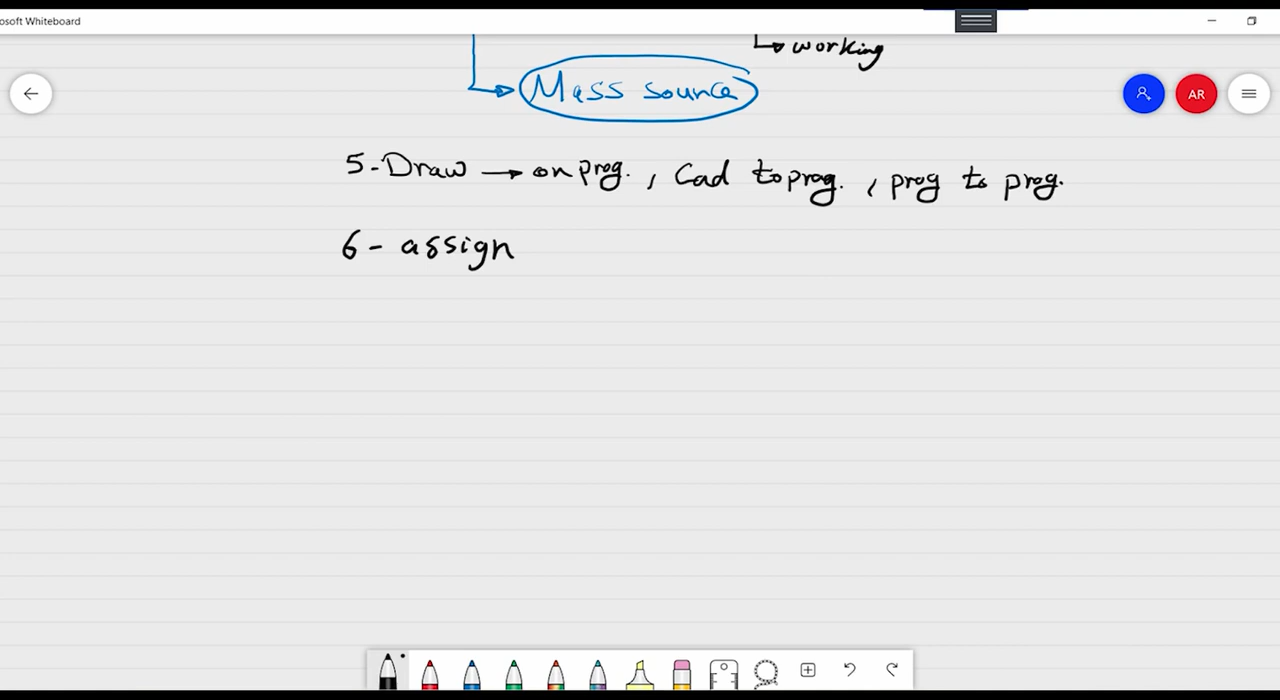 osoft Whiteboard
↳ working
↳ Mass source
AR
5-Draw → on prog. , Cad to prog. , prog to prog.
6- assign